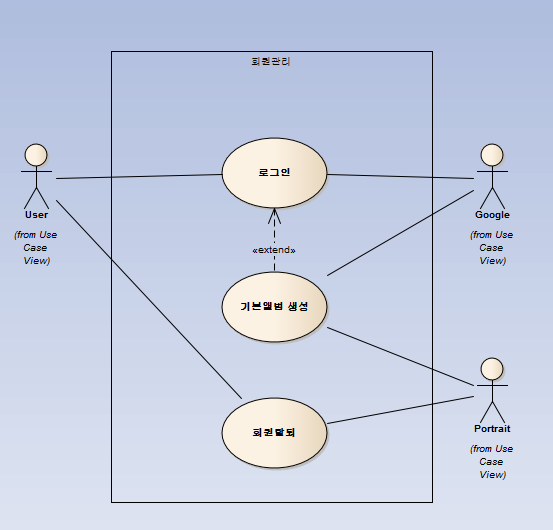 회원관리
로그인
User
(from Use
Case
View)
Google
(from Use
Case
View)
«extend»
기본앨범 생성
회원탈퇴
Portrait
(from Use
Case
View)